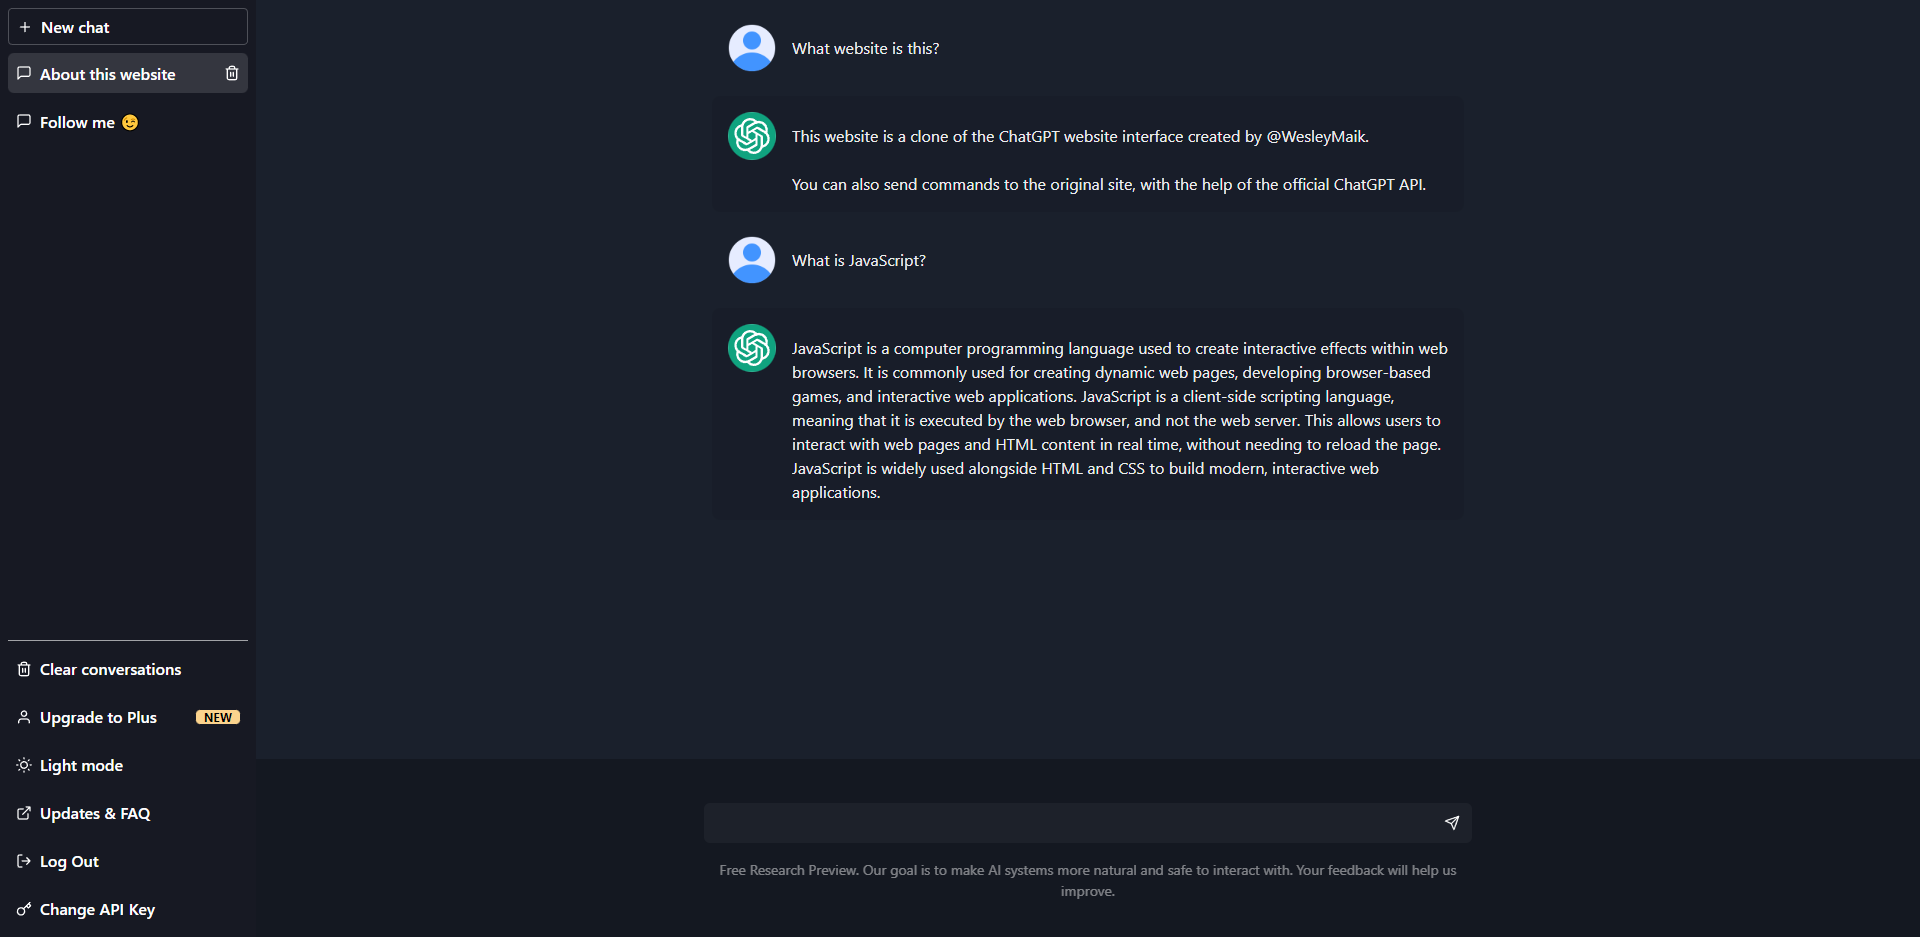 New chat
About this website
Follow me 😉
Clear conversations
Upgrade to Plus NEW
Light mode
Updates & FAQ
Log Out
Change API Key
What website is this?
This website is a clone of the ChatGPT website interface created by @WesleyMaik.
You can also send commands to the original site, with the help of the official ChatGPT API.
What is JavaScript?
JavaScript is a computer programming language used to create interactive effects within web
browsers. It is commonly used for creating dynamic web pages, developing browser-based
games, and interactive web applications. JavaScript is a client-side scripting language,
meaning that it is executed by the web browser, and not the web server. This allows users to
interact with web pages and HTML content in real time, without needing to reload the page.
JavaScript is widely used alongside HTML and CSS to build modern, interactive web
applications.
Free Research Preview. Our goal is to make AI systems more natural and safe to interact with. Your feedback will help us
improve.